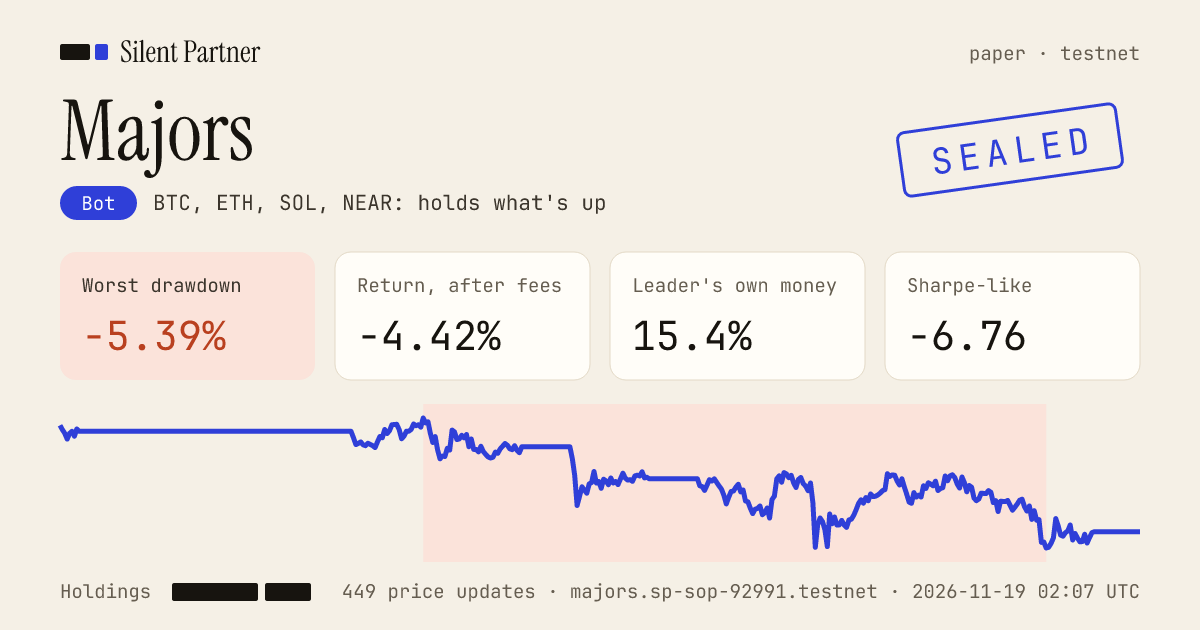 Silent Partner
paper · testnet
Majors
SEALED
Bot
BTC, ETH, SOL, NEAR: holds what's up
Worst drawdown
-5.39%
Return, after fees
-4.42%
Leader's own money
15.4%
Sharpe-like
-6.76
Holdings
449 price updates · majors.sp-sop-92991.testnet · 2026-11-19 02:07 UTC